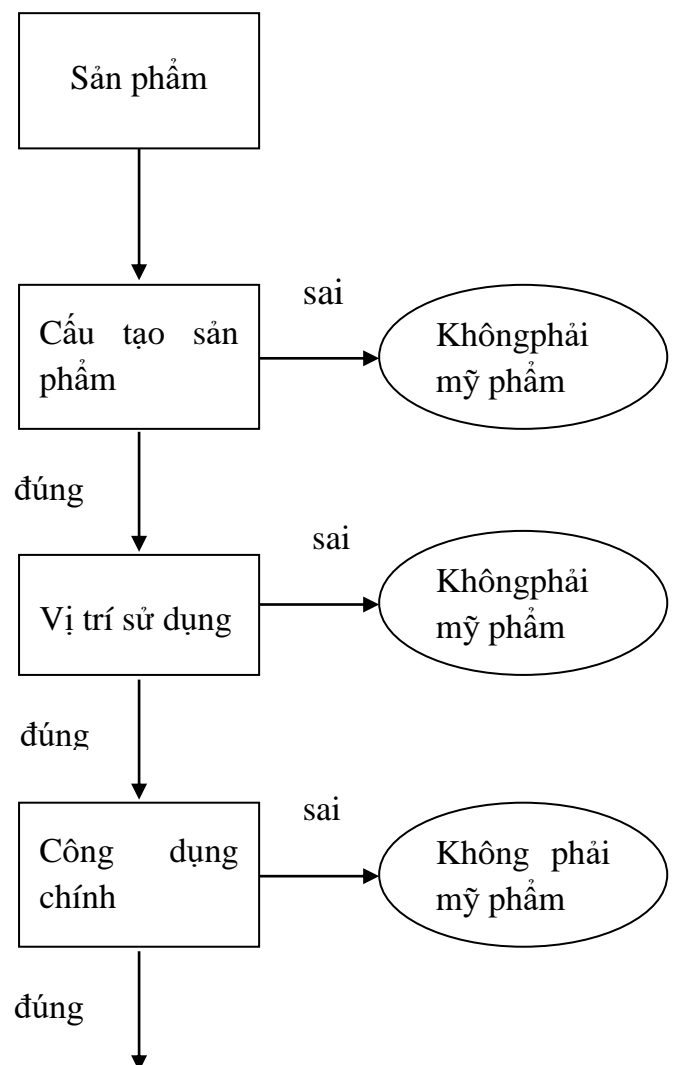 Sản phẩm
sai
Cấu tạo sản
phẩm
Khôngphải
mỹ phẩm
đúng
sai
Vị trí sử dụng
Khôngphải
mỹ phẩm
đúng
sai
Công dụng
chính
Không phải
mỹ phẩm
đúng